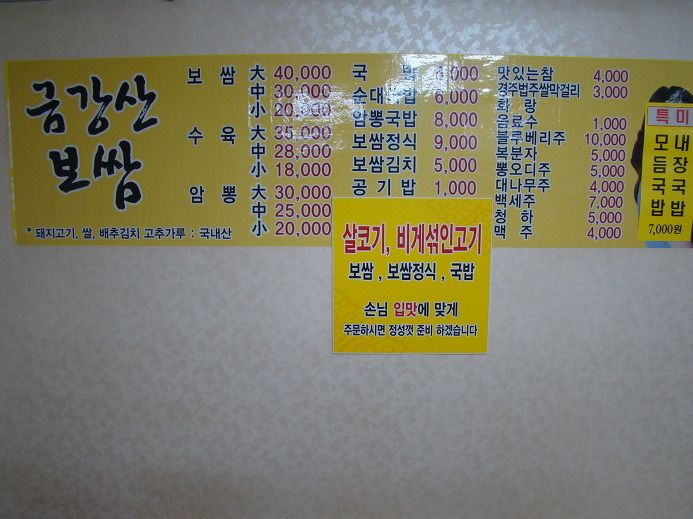 금강산
보쌈
* 돼지고기, 쌀, 배추김치 고추가루 : 국내산
보 쌈 大 40,000
中 30,000
小 20,000
수 육 大 35,000
中 28,000
小 18,000
암 뽕 大 30,000
中 25,000
小 20,000
국 밥
순대국밥 6,000
암뽕국밥 8,000
보쌈정식 9,000
보쌈김치 5,000
공 기 밥 1,000
맛있는참 4,000
경주법주쌀막걸리 3,000
화 랑
음료수 1,000
블루베리주 10,000
복분자 5,000
뽕오디주 5,000
대나무주 4,000
백세주 7,000
청 하 5,000
맥 주 4,000
특 미
모듬국밥
내장국밥
7,000원
살코기, 비게섞인고기
보쌈 , 보쌈정식 , 국밥
손님 입맛에 맞게
주문하시면 정성껏 준비 하겠습니다